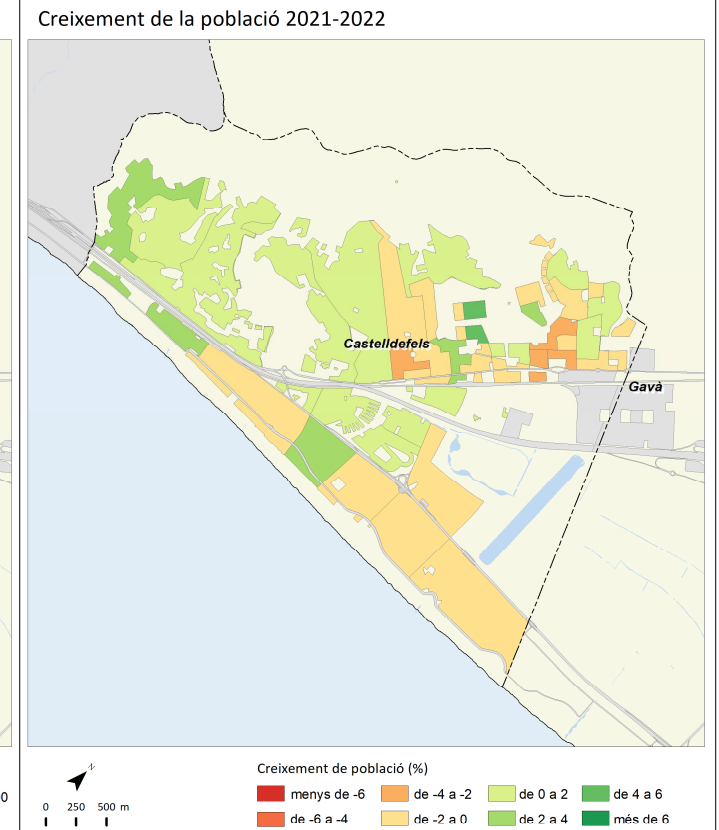 Creixement de la població 2021-2022
Castelldefels
Gavà
N
0 250 500 m
Creixement de població (%)
menys de -6
de -4 a -2
de 0 a 2
de 4 a 6
de -6 a -4
de -2 a 0
de 2 a 4
més de 6